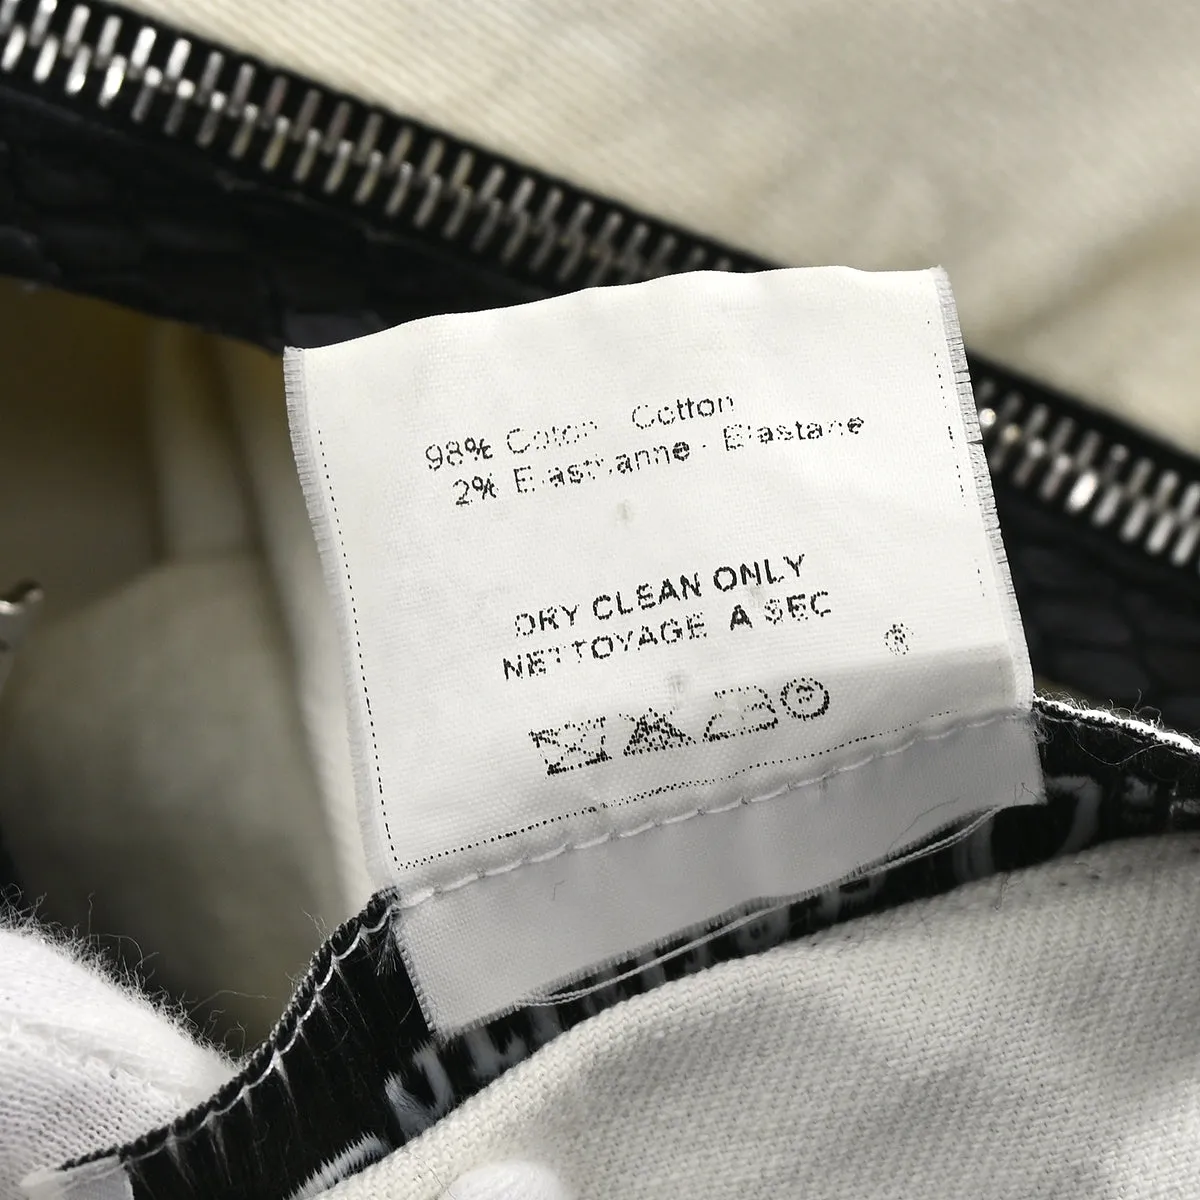 98% Coton · Cotton
2% Elasthanne · Elastane
DRY CLEAN ONLY
NETTOYAGE A SEC
®
P